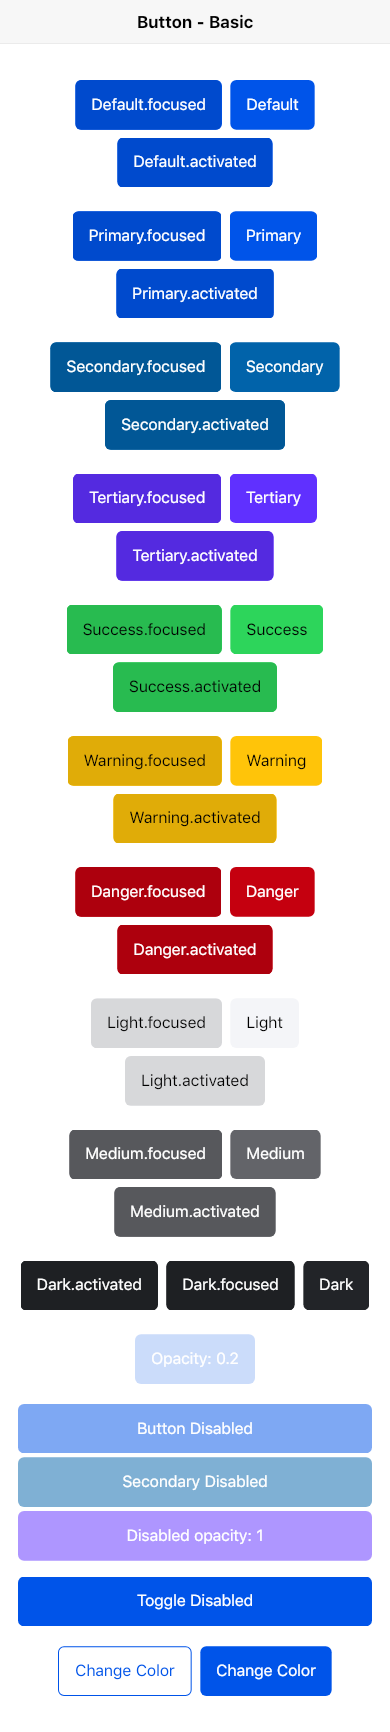 Button - Basic
Default.focused Default
Default.activated
Primary.focused Primary
Primary.activated
Secondary.focused Secondary
Secondary.activated
Tertiary.focused Tertiary
Tertiary.activated
Success.focused Success
Success.activated
Warning.focused Warning
Warning.activated
Danger.focused Danger
Danger.activated
Light.focused Light
Light.activated
Medium.focused Medium
Medium.activated
Dark.activated Dark.focused Dark
Opacity: 0.2
Button Disabled
Secondary Disabled
Disabled opacity: 1
Toggle Disabled
Change Color Change Color